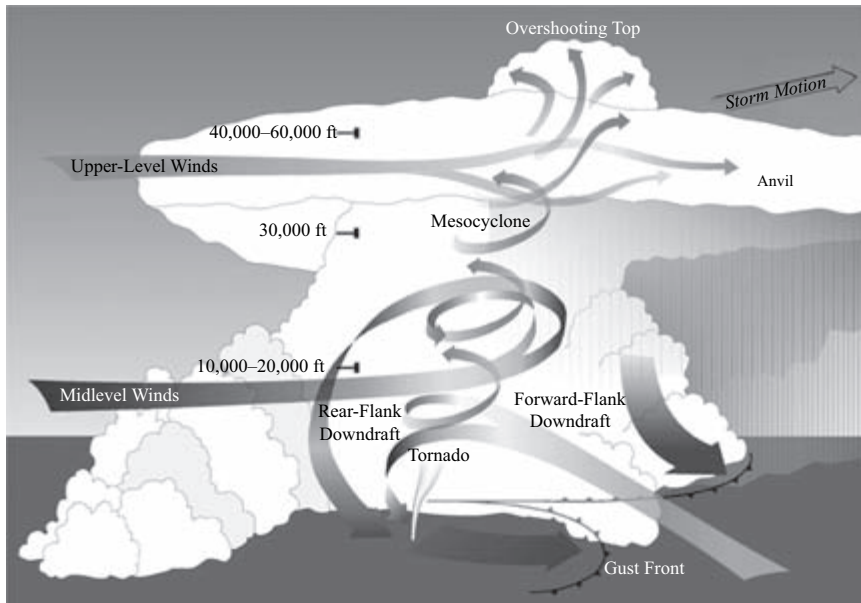 Overshooting Top
Storm Motion
40,000–60,000 ft
Upper-Level Winds
Anvil
Mesocyclone
30,000 ft
10,000–20,000 ft
Midlevel Winds
Rear-Flank
Downdraft
Forward-Flank
Downdraft
Tornado
Gust Front